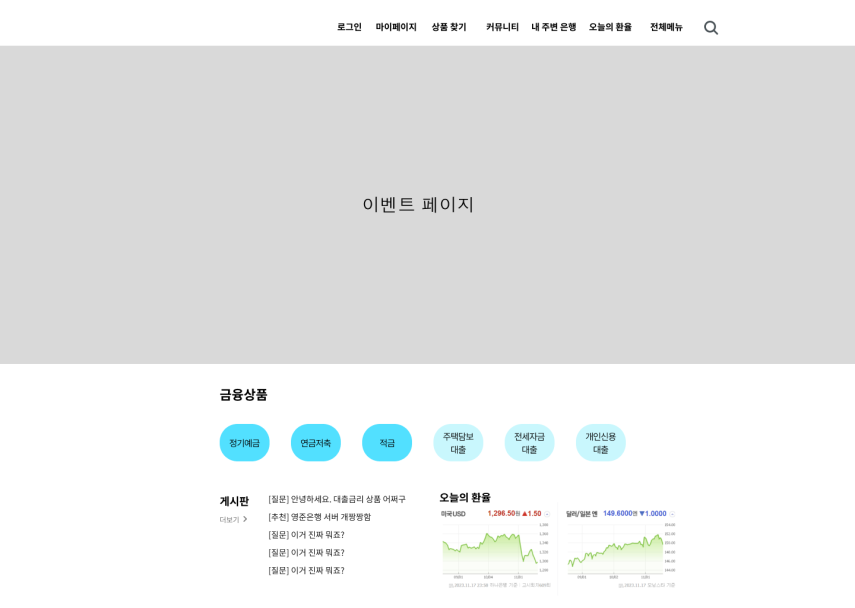 로그인 마이페이지 상품 찾기 커뮤니티 내 주변 은행 오늘의 환율 전체메뉴
이벤트 페이지
금융상품
정기예금 연금저축 적금 주택담보 대출 전세자금 대출 개인신용 대출
게시판
더보기 >
[질문] 안녕하세요, 대출금리 상품 어쩌구
[추천] 영준은행 서버 개짱짱함
[질문] 이거 진짜 뭐죠?
[질문] 이거 진짜 뭐죠?
[질문] 이거 진짜 뭐죠?
오늘의 환율
미국 USD 1,296.50원 ▲1.50
달러/일본 엔 149.6000엔 ▼1.0000